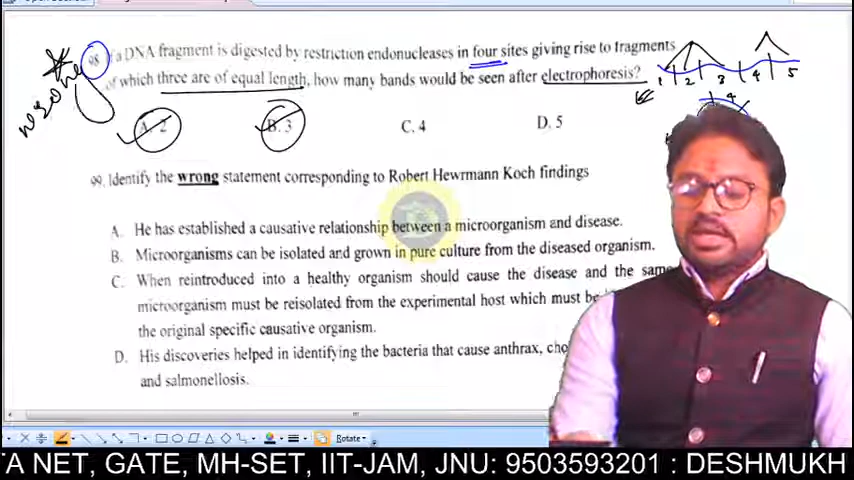 98. If a DNA fragment is digested by restriction endonucleases in four sites giving rise to fragments
of which three are of equal length, how many bands would be seen after electrophoresis?
A. 2 B. 3 C. 4 D. 5
1 2 3 4 5
4
99. Identify the wrong statement corresponding to Robert Hewrmann Koch findings
A. He has established a causative relationship between a microorganism and disease.
B. Microorganisms can be isolated and grown in pure culture from the diseased organism.
C. When reintroduced into a healthy organism should cause the disease and the same
microorganism must be reisolated from the experimental host which must be
the original specific causative organism.
D. His discoveries helped in identifying the bacteria that cause anthrax,
and salmonellosis.
Rotate
TA NET, GATE, MH-SET, IIT-JAM, JNU: 9503593201 : DESHMUKH